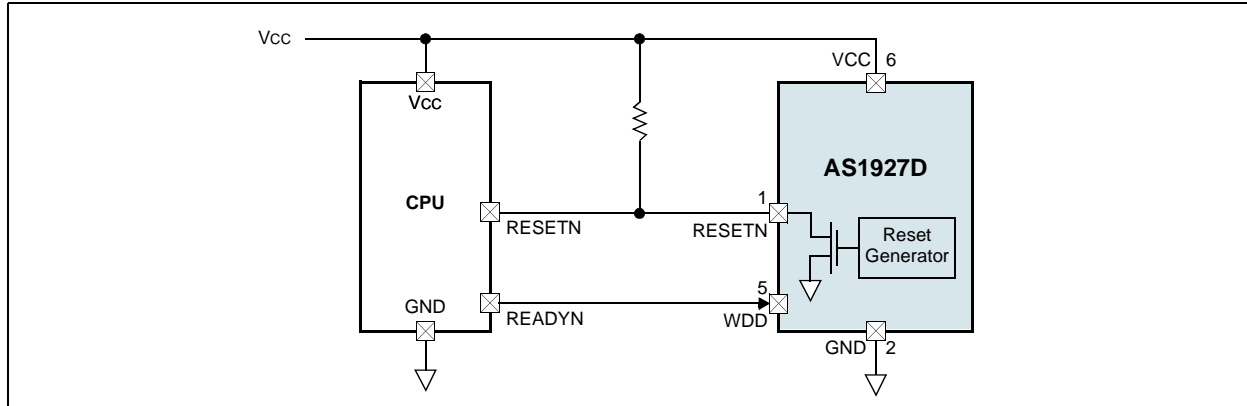 Vcc
VCC 6
Vcc
AS1927D
CPU
1
RESETN
RESETN
Reset
Generator
GND
5
READYN
WDD
GND 2